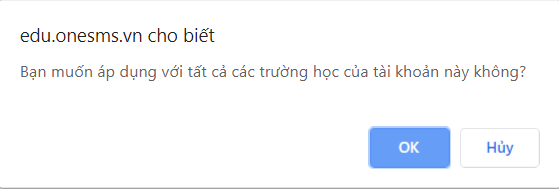 edu.onesms.vn cho biết
Bạn muốn áp dụng với tất cả các trường học của tài khoản này không?
OK
Hủy